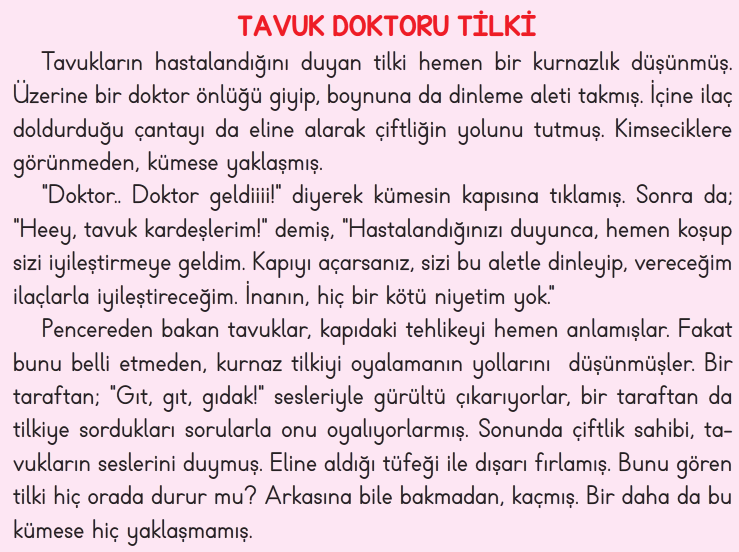 TAVUK DOKTORU TİLKİ
Tavukların hastalandığını duyan tilki hemen bir kurnazlık düşünmüş.
Üzerine bir doktor önlüğü giyip, boynuna da dinleme aleti takmış. İçine ilaç
doldurduğu çantayı da eline alarak çiftliğin yolunu tutmuş. Kimseciklere
görünmeden, kümese yaklaşmış.
"Doktor.. Doktor geldiiii!" diyerek kümesin kapısına tıklamış. Sonra da;
"Heey, tavuk kardeşlerim!" demiş, "Hastalandığınızı duyunca, hemen koşup
sizi iyileştirmeye geldim. Kapıyı açarsanız, sizi bu aletle dinleyip, vereceğim
ilaçlarla iyileştireceğim. İnanın, hiç bir kötü niyetim yok."
Pencereden bakan tavuklar, kapıdaki tehlikeyi hemen anlamışlar. Fakat
bunu belli etmeden, kurnaz tilkiyi oyalamanın yollarını düşünmüşler. Bir
taraftan; "Gıt, gıt, gıdak!" sesleriyle gürültü çıkarıyorlar, bir taraftan da
tilkiye sordukları sorularla onu oyalıyorlarmış. Sonunda çiftlik sahibi, ta-
vukların seslerini duymuş. Eline aldığı tüfeği ile dışarı fırlamış. Bunu gören
tilki hiç orada durur mu? Arkasına bile bakmadan, kaçmış. Bir daha da bu
kümese hiç yaklaşmamış.